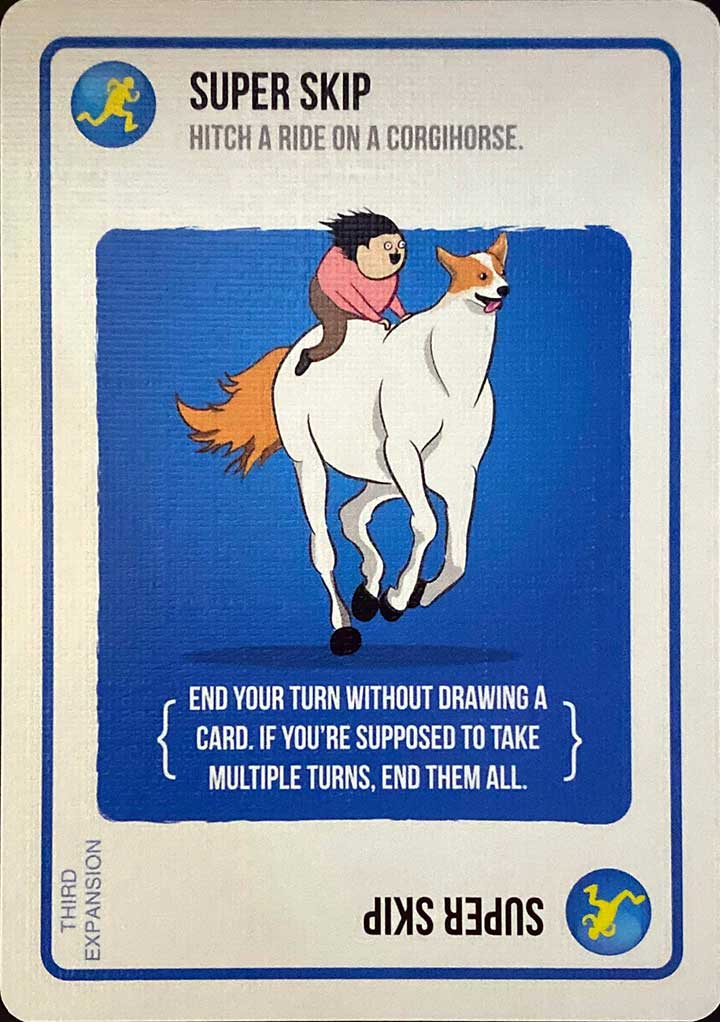 SUPER SKIP
HITCH A RIDE ON A CORGIHORSE.
END YOUR TURN WITHOUT DRAWING A
CARD. IF YOU'RE SUPPOSED TO TAKE
MULTIPLE TURNS, END THEM ALL.
THIRD
EXPANSION
SUPER SKIP